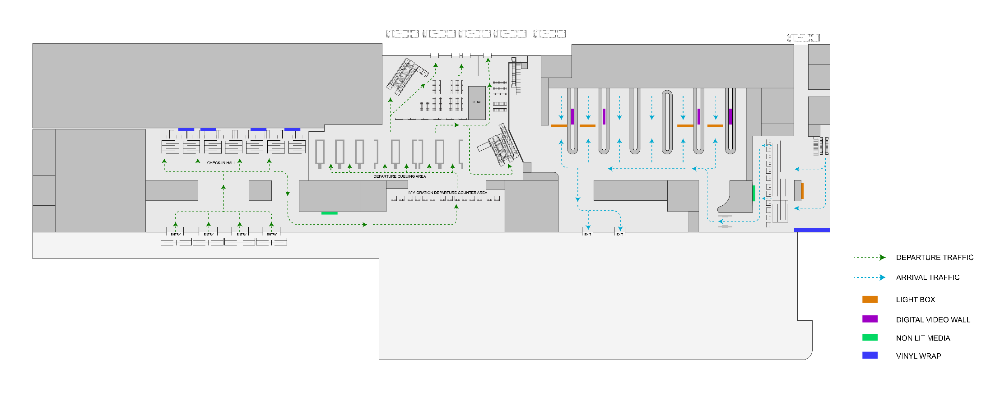 CHECK-IN HALL
DEPARTURE QUEUING AREA
IMMIGRATION DEPARTURE COUNTER AREA
ENTRY
ENTRY
ENTRY
ENTRY
EXIT
EXIT
DEPARTURE TRAFFIC
ARRIVAL TRAFFIC
LIGHT BOX
DIGITAL VIDEO WALL
NON LIT MEDIA
VINYL WRAP